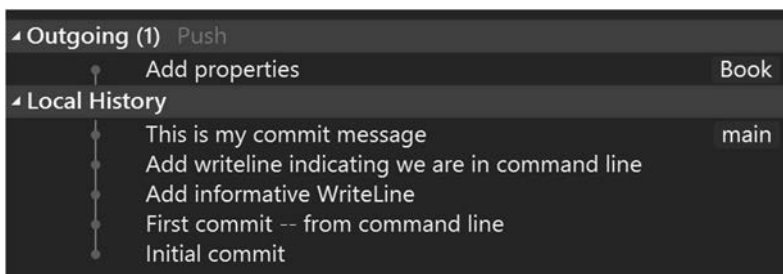 Outgoing (1) Push
Add properties Book
Local History
This is my commit message main
Add writeline indicating we are in command line
Add informative WriteLine
First commit -- from command line
Initial commit